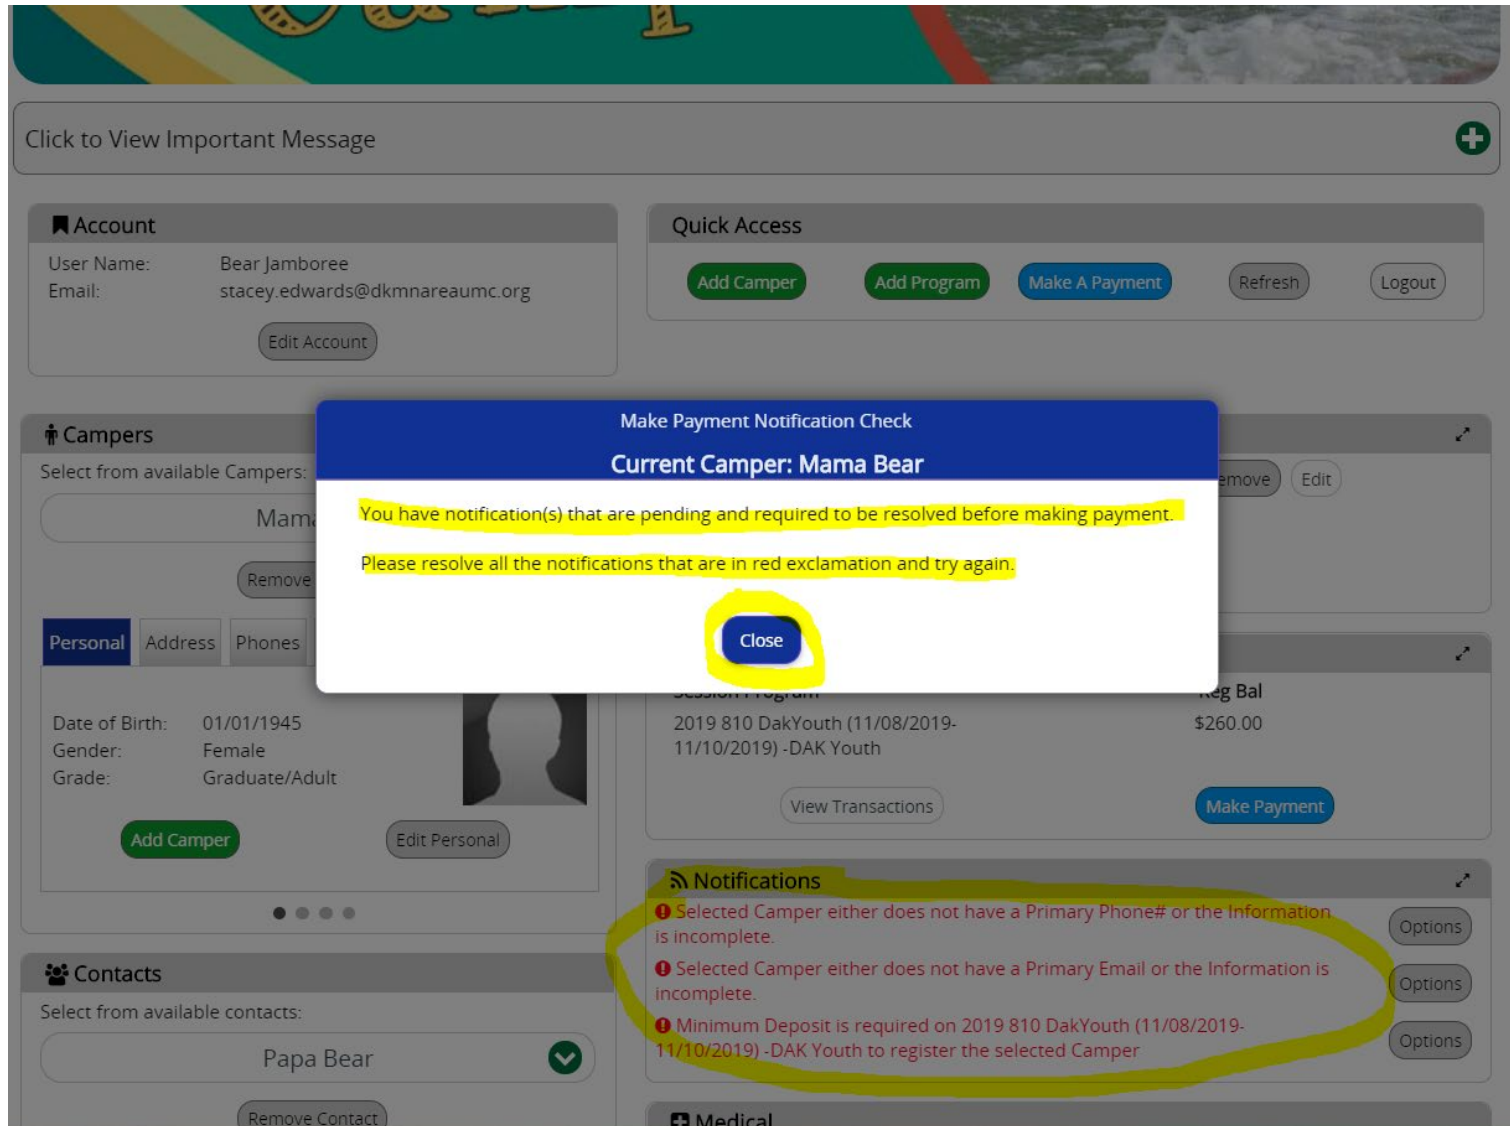 Camp
Click to View Important Message
Account
User Name: Bear Jamboree
Email: stacey.edwards@dkmnareaumc.org
Edit Account
Quick Access
Add Camper Add Program Make A Payment Refresh Logout
Make Payment Notification Check
Current Camper: Mama Bear
You have notification(s) that are pending and required to be resolved before making payment.
Please resolve all the notifications that are in red exclamation and try again.
Close
Campers
Select from available Campers:
Mama
Remove
Personal Address Phones
Date of Birth: 01/01/1945
Gender: Female
Grade: Graduate/Adult
Add Camper Edit Personal
Contacts
Select from available contacts:
Papa Bear
Remove Contact
emove Edit
Session Program Reg Bal
2019 810 DakYouth (11/08/2019- $260.00
11/10/2019) -DAK Youth
View Transactions Make Payment
Notifications
Selected Camper either does not have a Primary Phone# or the Information
is incomplete.
Options
Selected Camper either does not have a Primary Email or the Information is
incomplete.
Options
Minimum Deposit is required on 2019 810 DakYouth (11/08/2019-
11/10/2019) -DAK Youth to register the selected Camper
Options
Medical